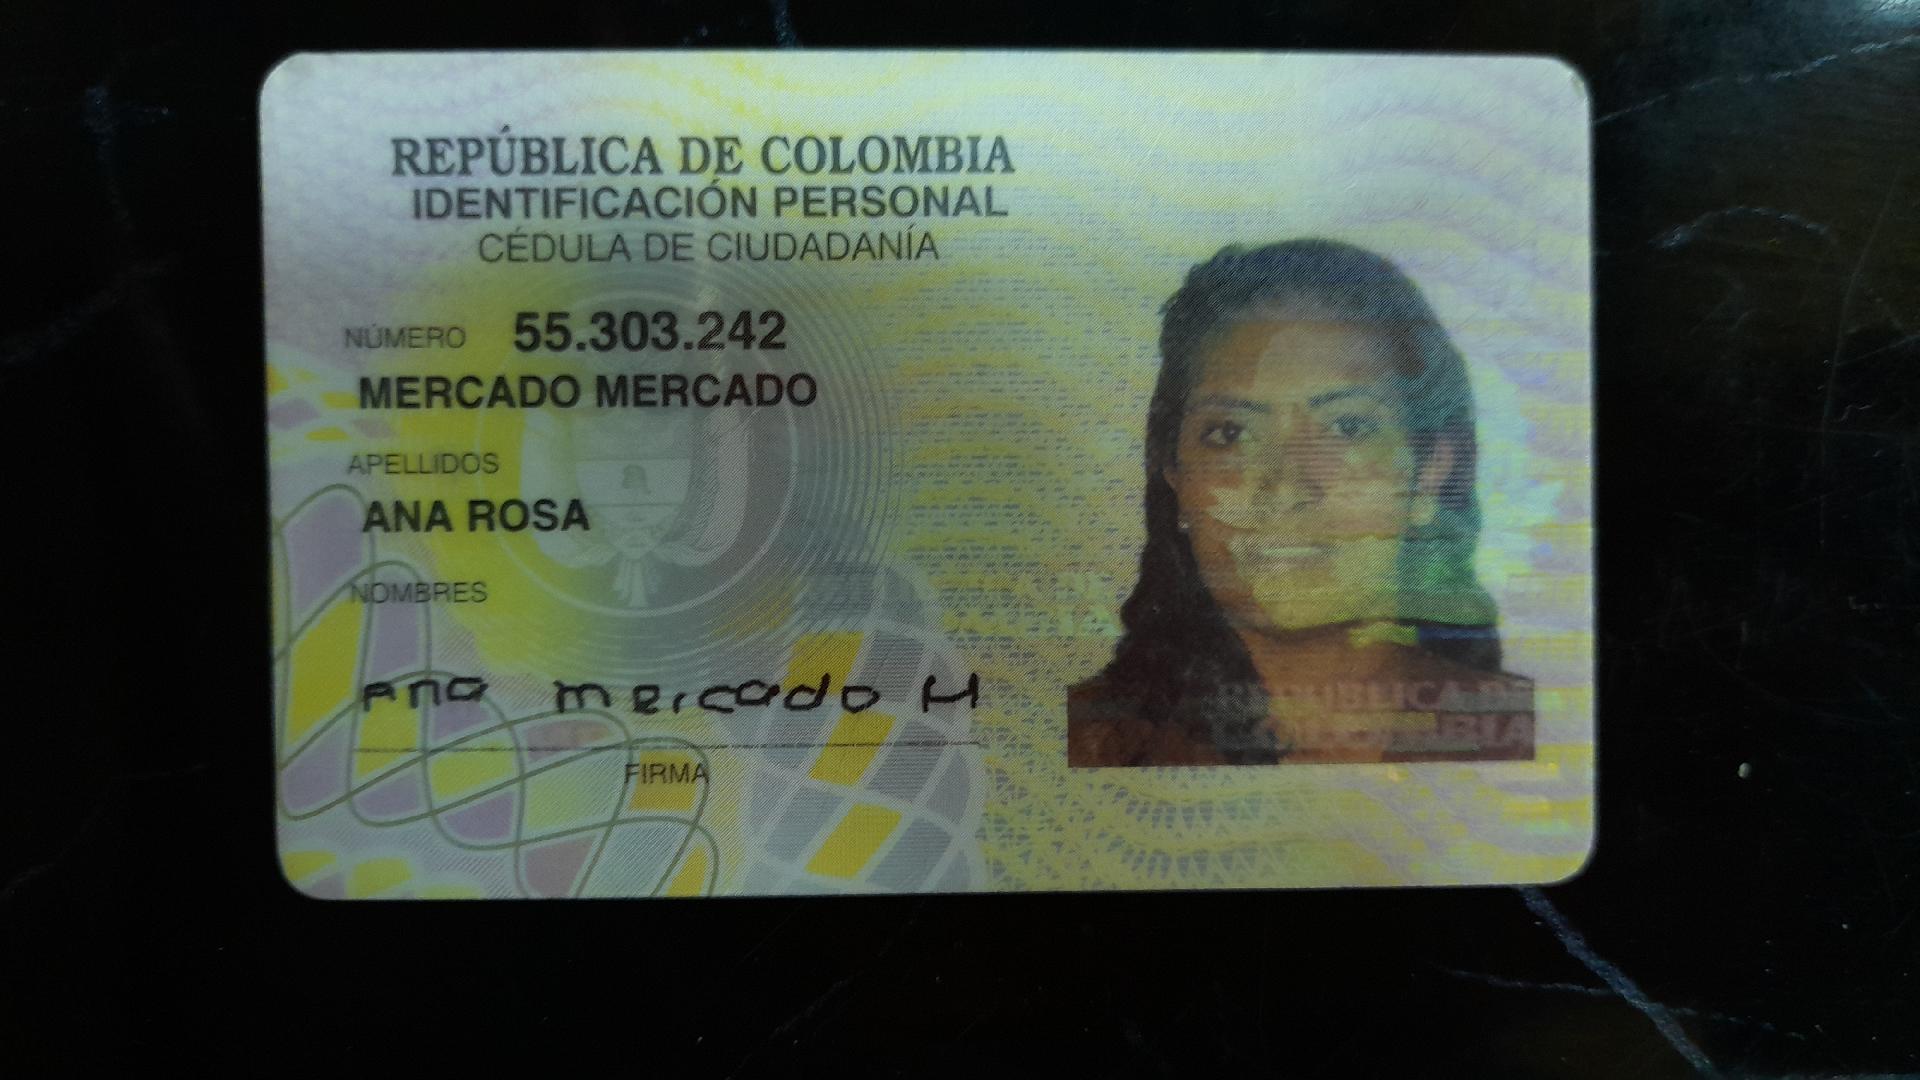 REPÚBLICA DE COLOMBIA
IDENTIFICACIÓN PERSONAL
CÉDULA DE CIUDADANÍA
NÚMERO 55.303.242
MERCADO MERCADO
APELLIDOS
ANA ROSA
NOMBRES
Ana mercado M
FIRMA
REPÚBLICA DE
COLOMBIA